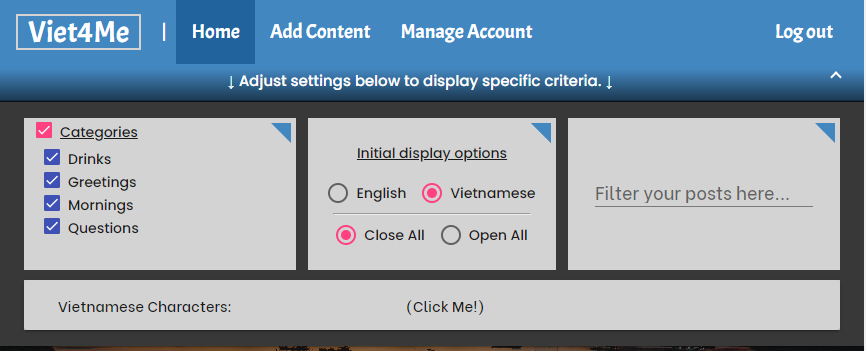 Viet4Me | Home Add Content Manage Account Log out
↓ Adjust settings below to display specific criteria. ↓
Categories
Drinks
Greetings
Mornings
Questions
Initial display options
English Vietnamese
Close All Open All
Filter your posts here...
Vietnamese Characters: (Click Me!)